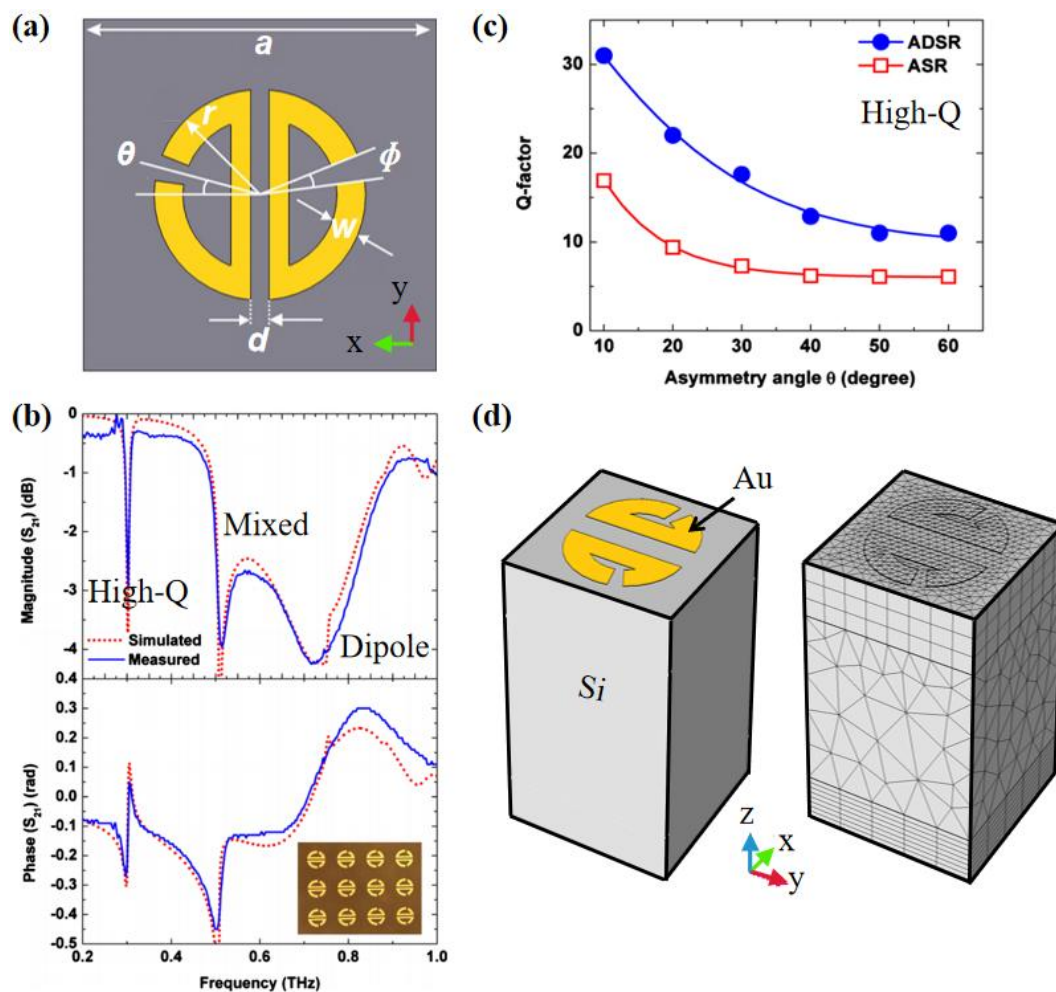 (a)
a
r
θ
ϕ
w
d
y
x
(c)
30
20
10
0
Q-factor
ADSR
ASR
High-Q
10 20 30 40 50 60
Asymmetry angle θ (degree)
(b)
0
-1
-2
-3
-4
Magnitude (S21) (dB)
Mixed
High-Q
Dipole
Simulated
Measured
0.4
0.3
0.2
0.1
0.0
-0.1
-0.2
-0.3
-0.4
-0.5
Phase (S21) (rad)
0.2 0.4 0.6 0.8 1.0
Frequency (THz)
(d)
Au
Si
z
x
y